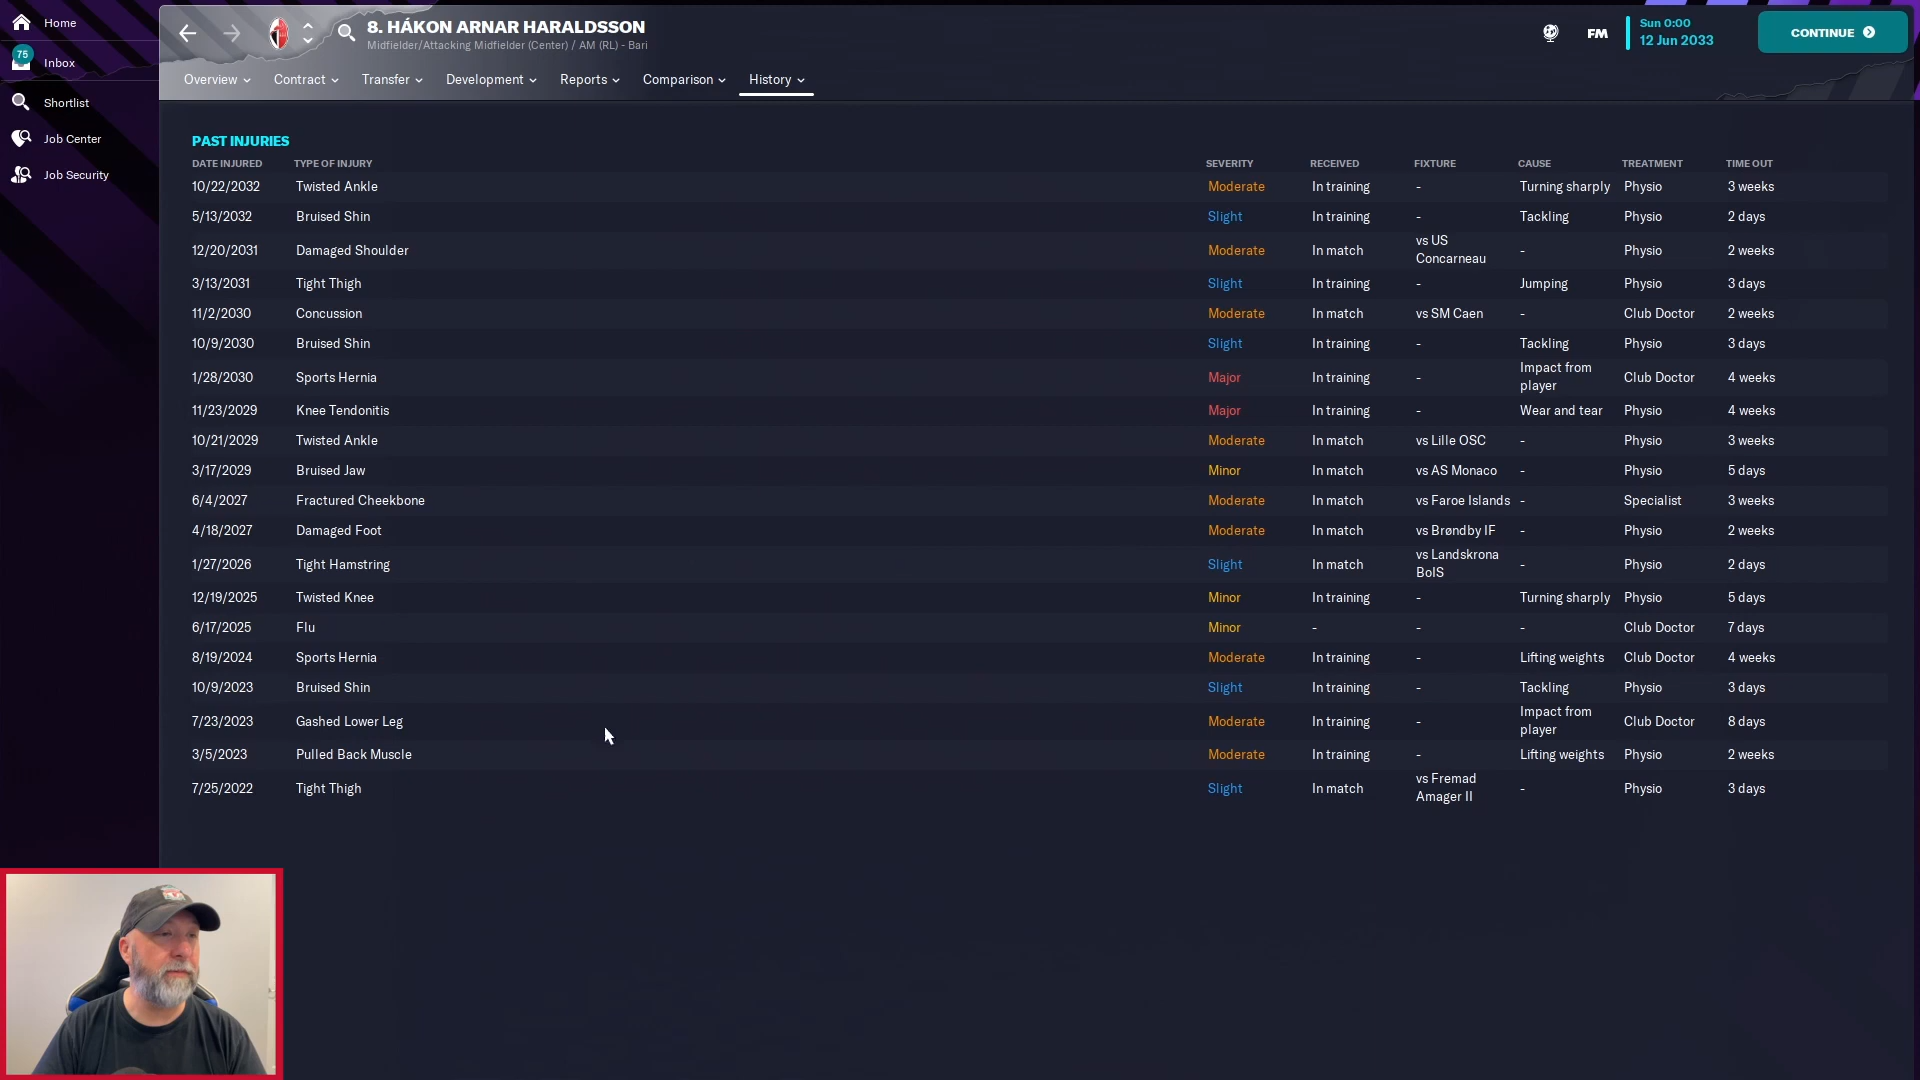 Home
75
Inbox
Shortlist
Job Center
Job Security
8. HÁKON ARNAR HARALDSSON
Midfielder/Attacking Midfielder (Center) / AM (RL) - Bari
FM
Sun 0:00
12 Jun 2033
CONTINUE
Overview
Contract
Transfer
Development
Reports
Comparison
History
PAST INJURIES
DATE INJURED TYPE OF INJURY SEVERITY RECEIVED FIXTURE CAUSE TREATMENT TIME OUT
10/22/2032 Twisted Ankle Moderate In training - Turning sharply Physio 3 weeks
5/13/2032 Bruised Shin Slight In training - Tackling Physio 2 days
12/20/2031 Damaged Shoulder Moderate In match vs US Concarneau - Physio 2 weeks
3/13/2031 Tight Thigh Slight In training - Jumping Physio 3 days
11/2/2030 Concussion Moderate In match vs SM Caen - Club Doctor 2 weeks
10/9/2030 Bruised Shin Slight In training - Tackling Physio 3 days
1/28/2030 Sports Hernia Major In training - Impact from player Club Doctor 4 weeks
11/23/2029 Knee Tendonitis Major In training - Wear and tear Physio 4 weeks
10/21/2029 Twisted Ankle Moderate In match vs Lille OSC - Physio 3 weeks
3/17/2029 Bruised Jaw Minor In match vs AS Monaco - Physio 5 days
6/4/2027 Fractured Cheekbone Moderate In match vs Faroe Islands - Specialist 3 weeks
4/18/2027 Damaged Foot Moderate In match vs Brøndby IF - Physio 2 weeks
1/27/2026 Tight Hamstring Slight In match vs Landskrona BoIS - Physio 2 days
12/19/2025 Twisted Knee Minor In training - Turning sharply Physio 5 days
6/17/2025 Flu Minor - - - Club Doctor 7 days
8/19/2024 Sports Hernia Moderate In training - Lifting weights Club Doctor 4 weeks
10/9/2023 Bruised Shin Slight In training - Tackling Physio 3 days
7/23/2023 Gashed Lower Leg Moderate In training - Impact from player Club Doctor 8 days
3/5/2023 Pulled Back Muscle Moderate In training - Lifting weights Physio 2 weeks
7/25/2022 Tight Thigh Slight In match vs Fremad Amager II - Physio 3 days